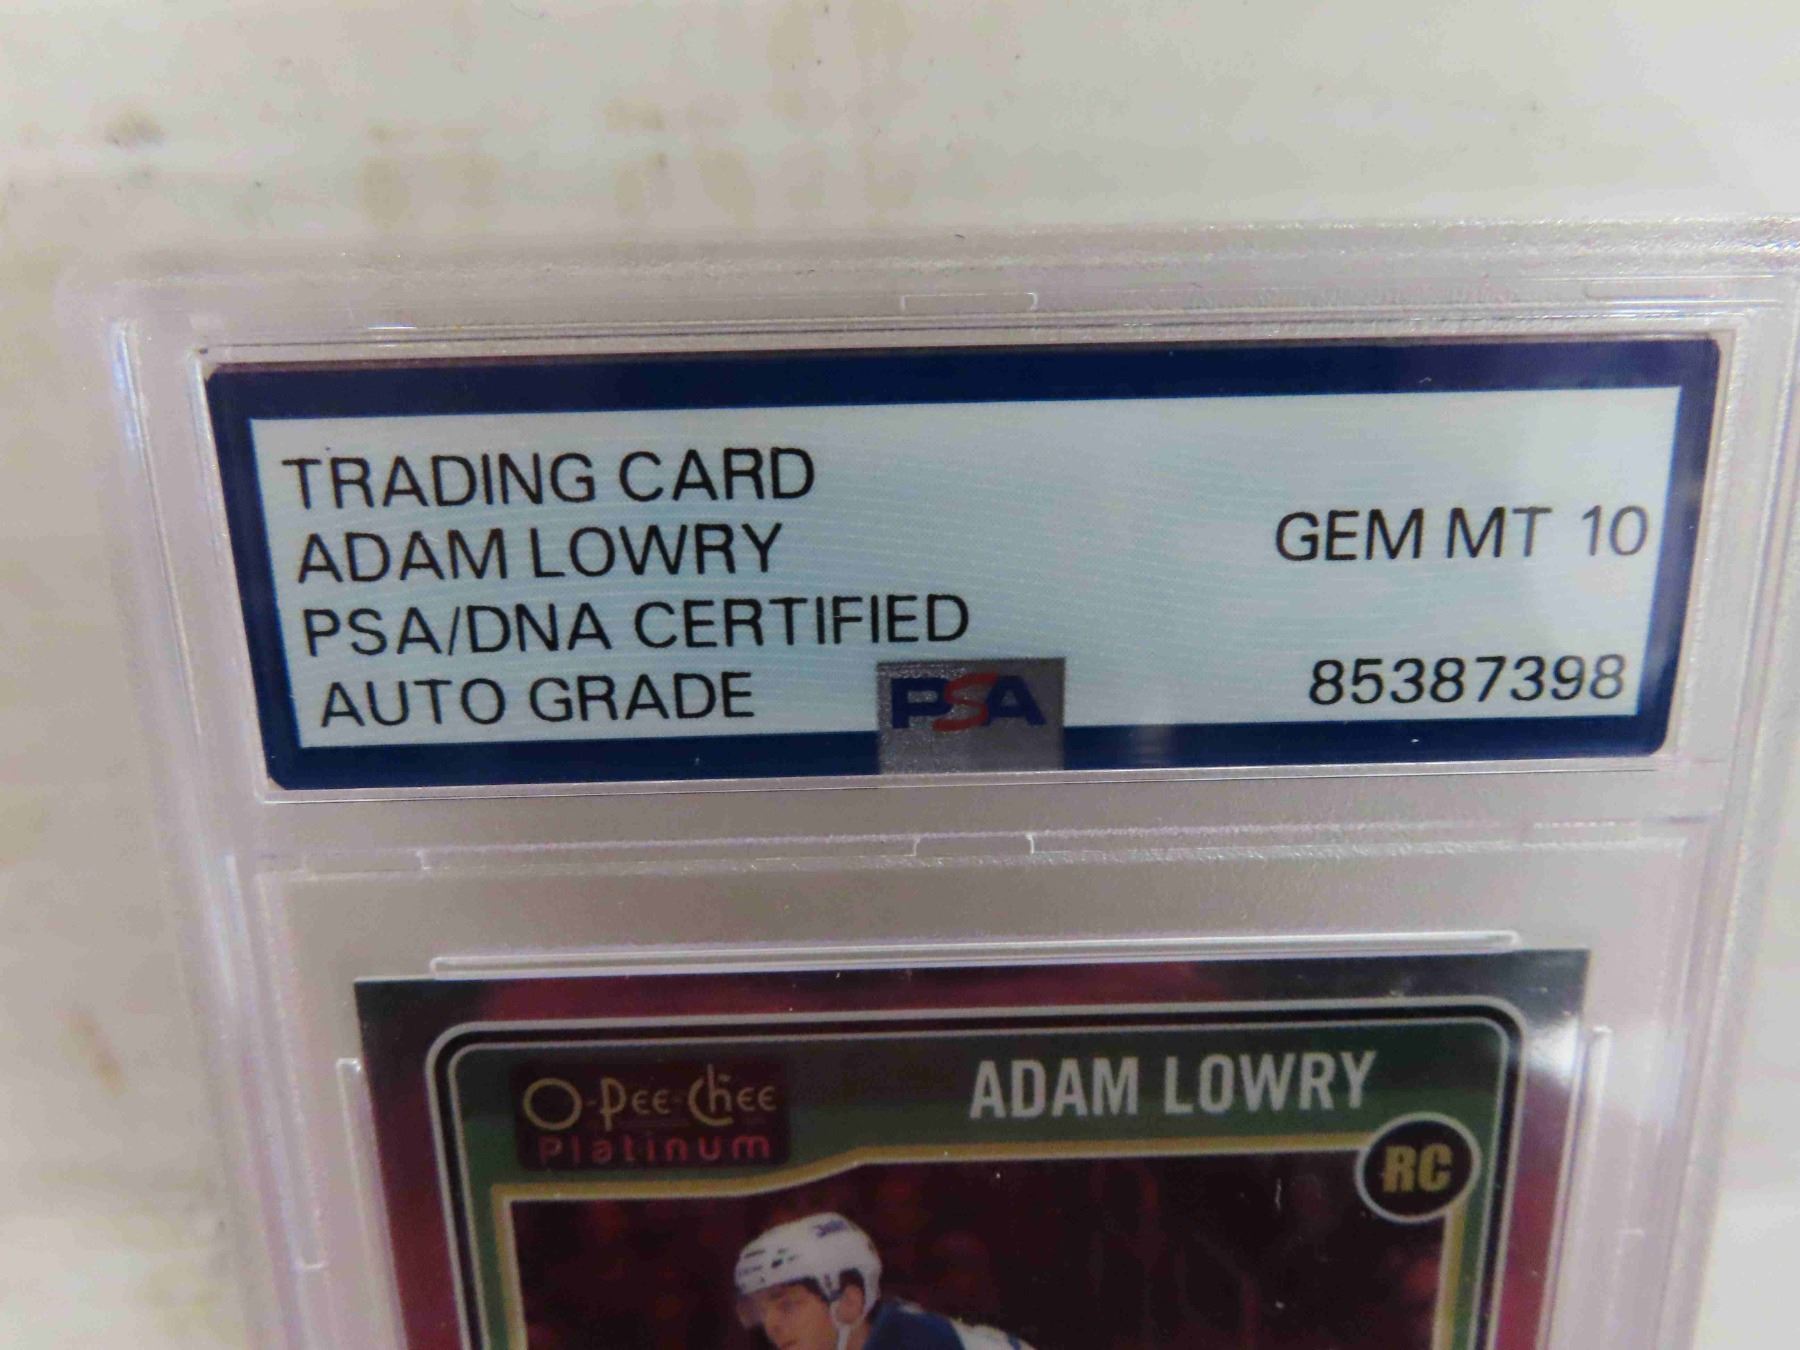 TRADING CARD
ADAM LOWRY
PSA/DNA CERTIFIED
AUTO GRADE
GEM MT 10
85387398
PSA
O-Pee-Chee
Platinum
ADAM LOWRY
RC